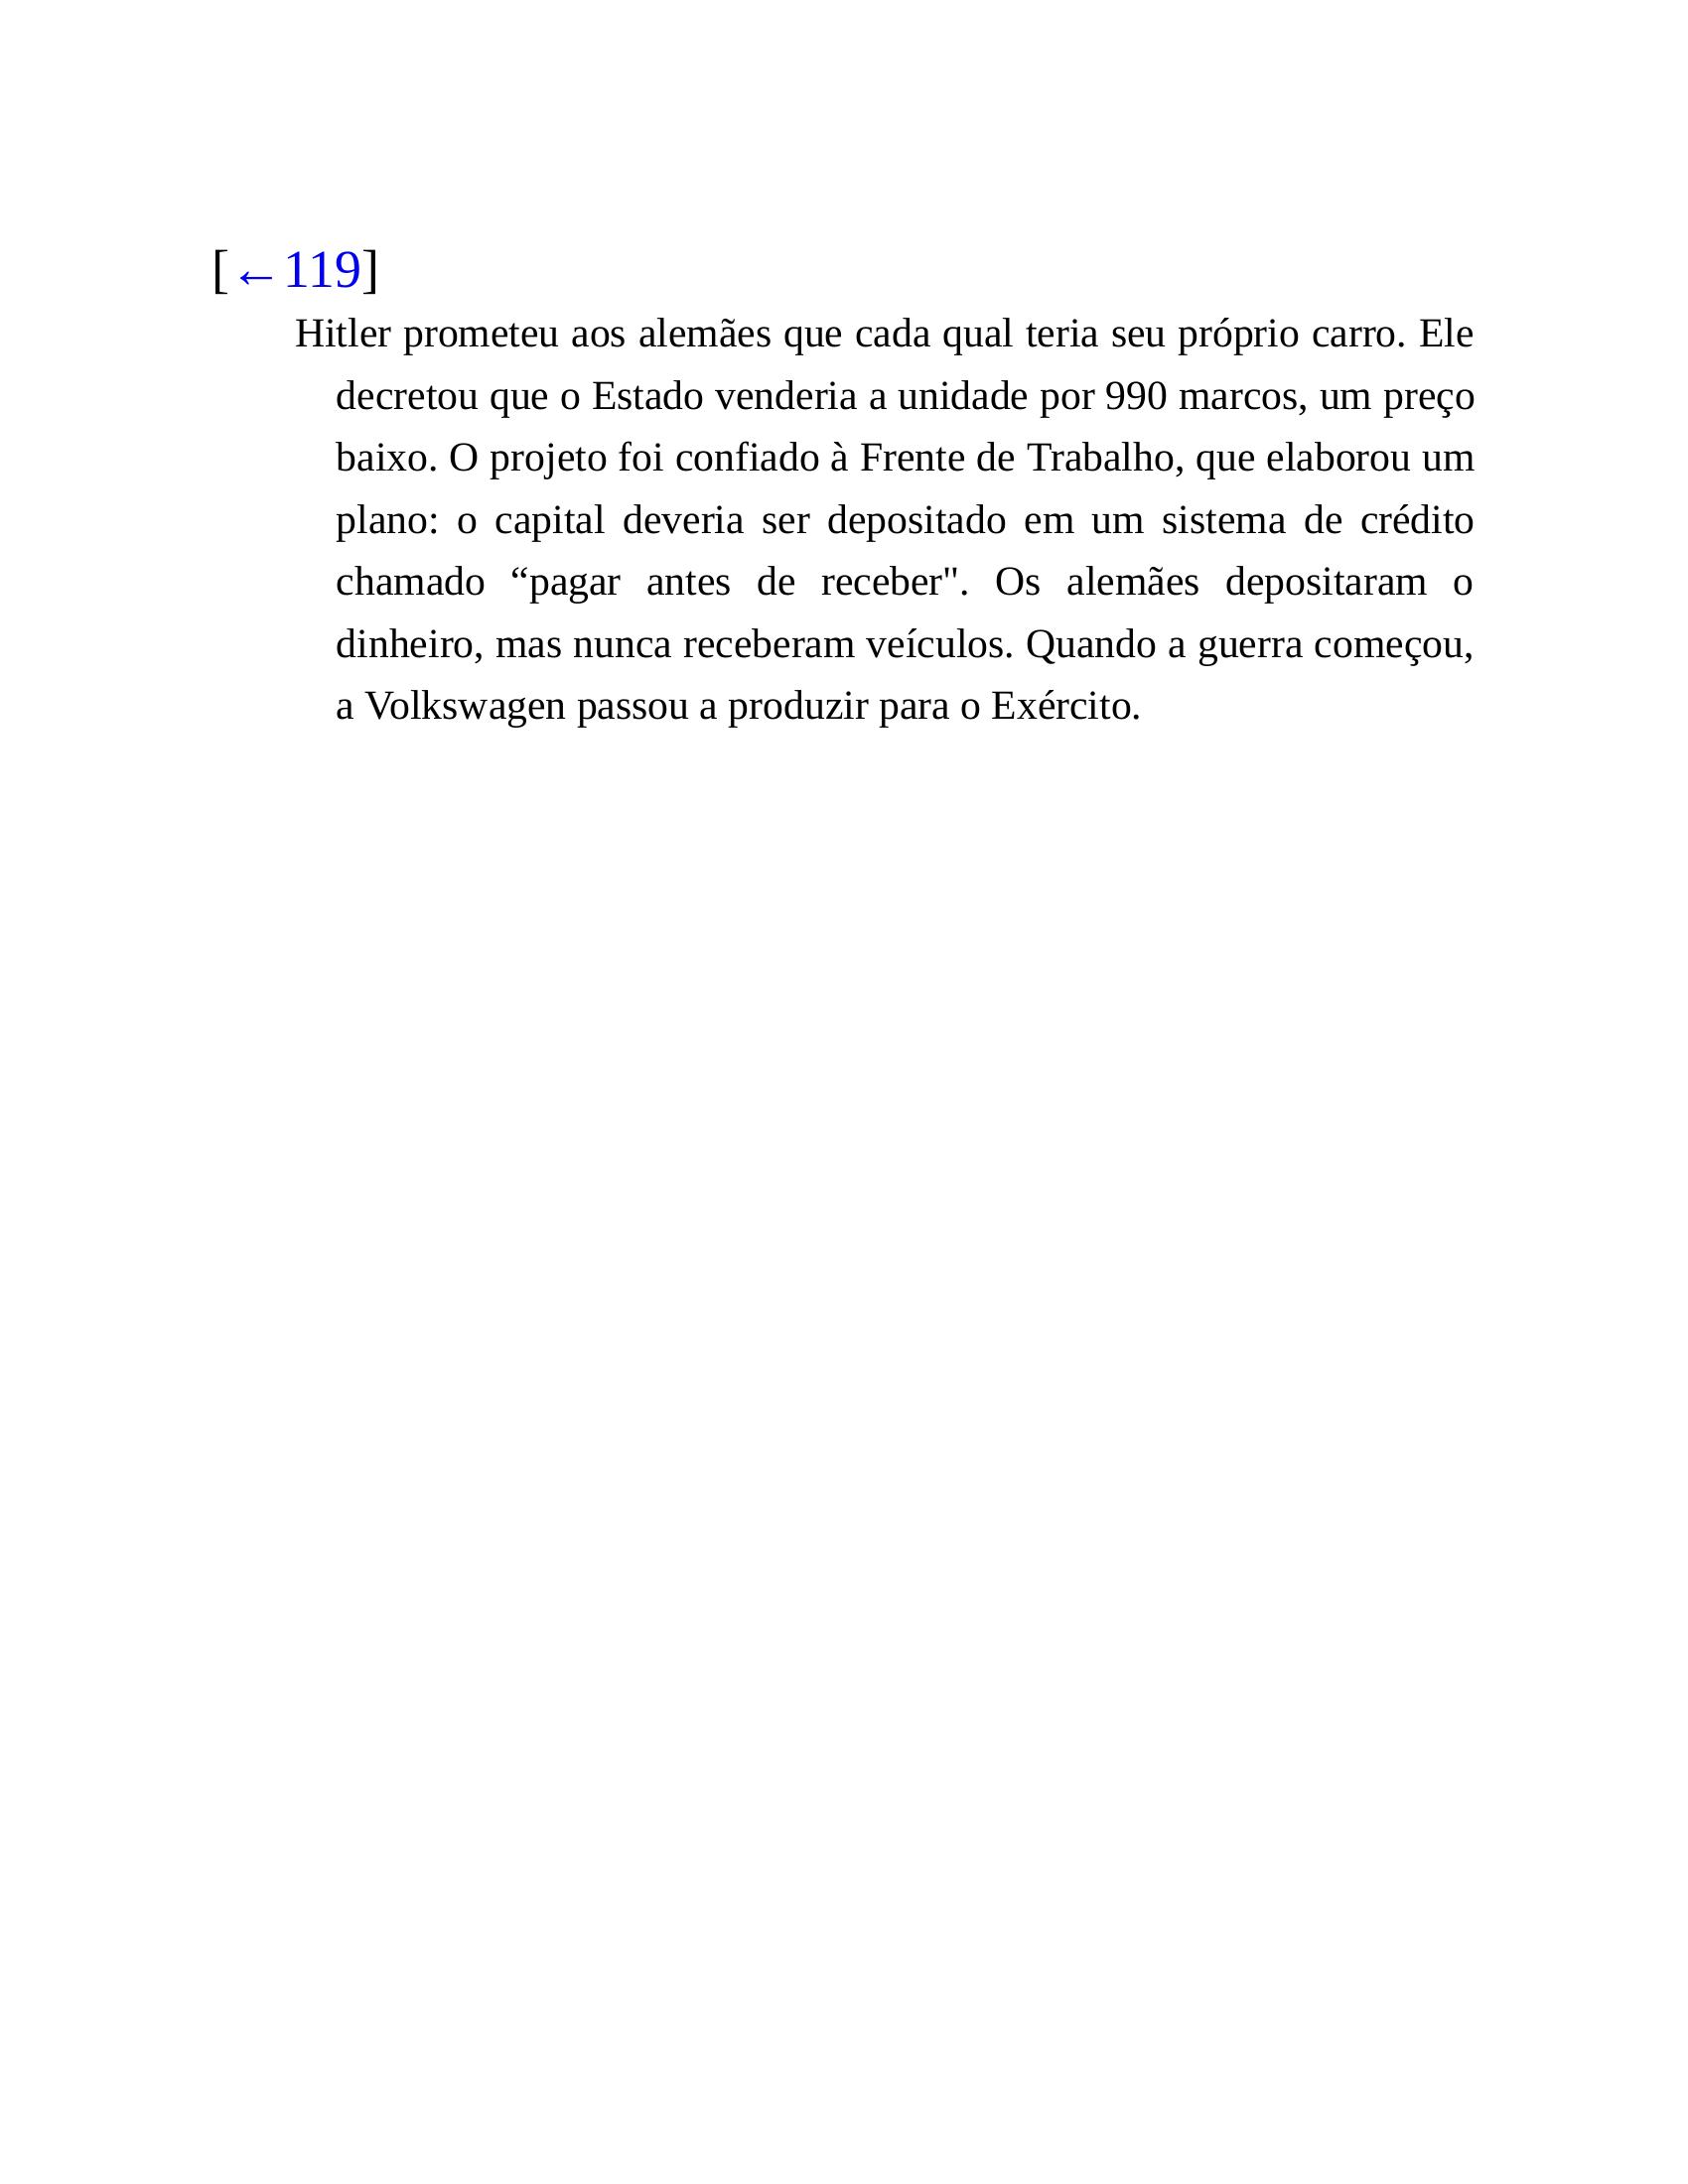 [←119]
Hitler prometeu aos alemães que cada qual teria seu próprio carro. Ele
decretou que o Estado venderia a unidade por 990 marcos, um preço
baixo. O projeto foi confiado à Frente de Trabalho, que elaborou um
plano: o capital deveria ser depositado em um sistema de crédito
chamado “pagar antes de receber". Os alemães depositaram o
dinheiro, mas nunca receberam veículos. Quando a guerra começou,
a Volkswagen passou a produzir para o Exército.